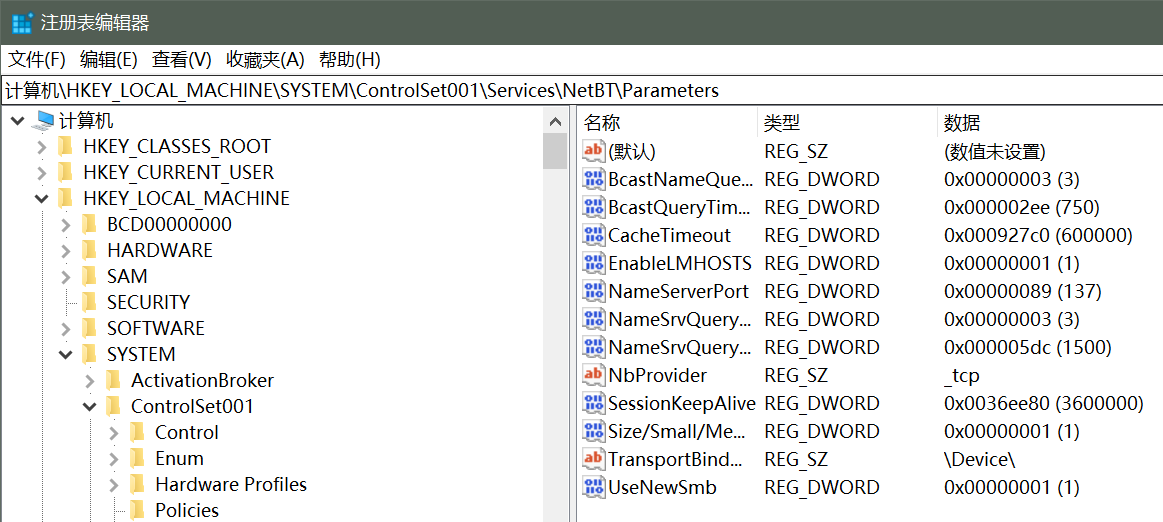 注册表编辑器
文件(F) 编辑(E) 查看(V) 收藏夹(A) 帮助(H)
计算机\HKEY_LOCAL_MACHINE\SYSTEM\ControlSet001\Services\NetBT\Parameters
计算机
HKEY_CLASSES_ROOT
HKEY_CURRENT_USER
HKEY_LOCAL_MACHINE
BCD00000000
HARDWARE
SAM
SECURITY
SOFTWARE
SYSTEM
ActivationBroker
ControlSet001
Control
Enum
Hardware Profiles
Policies
名称 类型 数据
(默认) REG_SZ (数值未设置)
BcastNameQue... REG_DWORD 0x00000003 (3)
BcastQueryTim... REG_DWORD 0x000002ee (750)
CacheTimeout REG_DWORD 0x000927c0 (600000)
EnableLMHOSTS REG_DWORD 0x00000001 (1)
NameServerPort REG_DWORD 0x00000089 (137)
NameSrvQuery... REG_DWORD 0x00000003 (3)
NameSrvQuery... REG_DWORD 0x000005dc (1500)
NbProvider REG_SZ _tcp
SessionKeepAlive REG_DWORD 0x0036ee80 (3600000)
Size/Small/Me... REG_DWORD 0x00000001 (1)
TransportBind... REG_SZ \Device\
UseNewSmb REG_DWORD 0x00000001 (1)